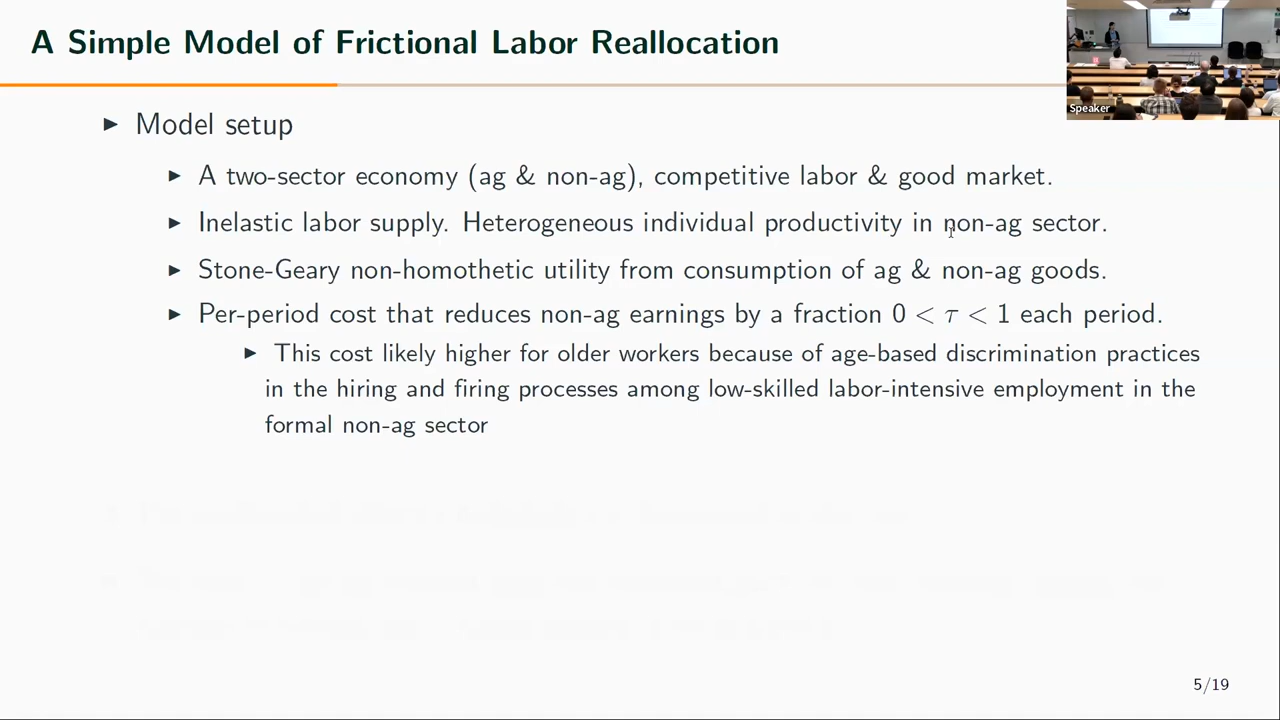 A Simple Model of Frictional Labor Reallocation
Speaker
▶ Model setup
▶ A two-sector economy (ag & non-ag), competitive labor & good market.
▶ Inelastic labor supply. Heterogeneous individual productivity in non-ag sector.
▶ Stone-Geary non-homothetic utility from consumption of ag & non-ag goods.
▶ Per-period cost that reduces non-ag earnings by a fraction 0 < τ < 1 each period.
▶ This cost likely higher for older workers because of age-based discrimination practices
in the hiring and firing processes among low-skilled labor-intensive employment in the
formal non-ag sector
5/19